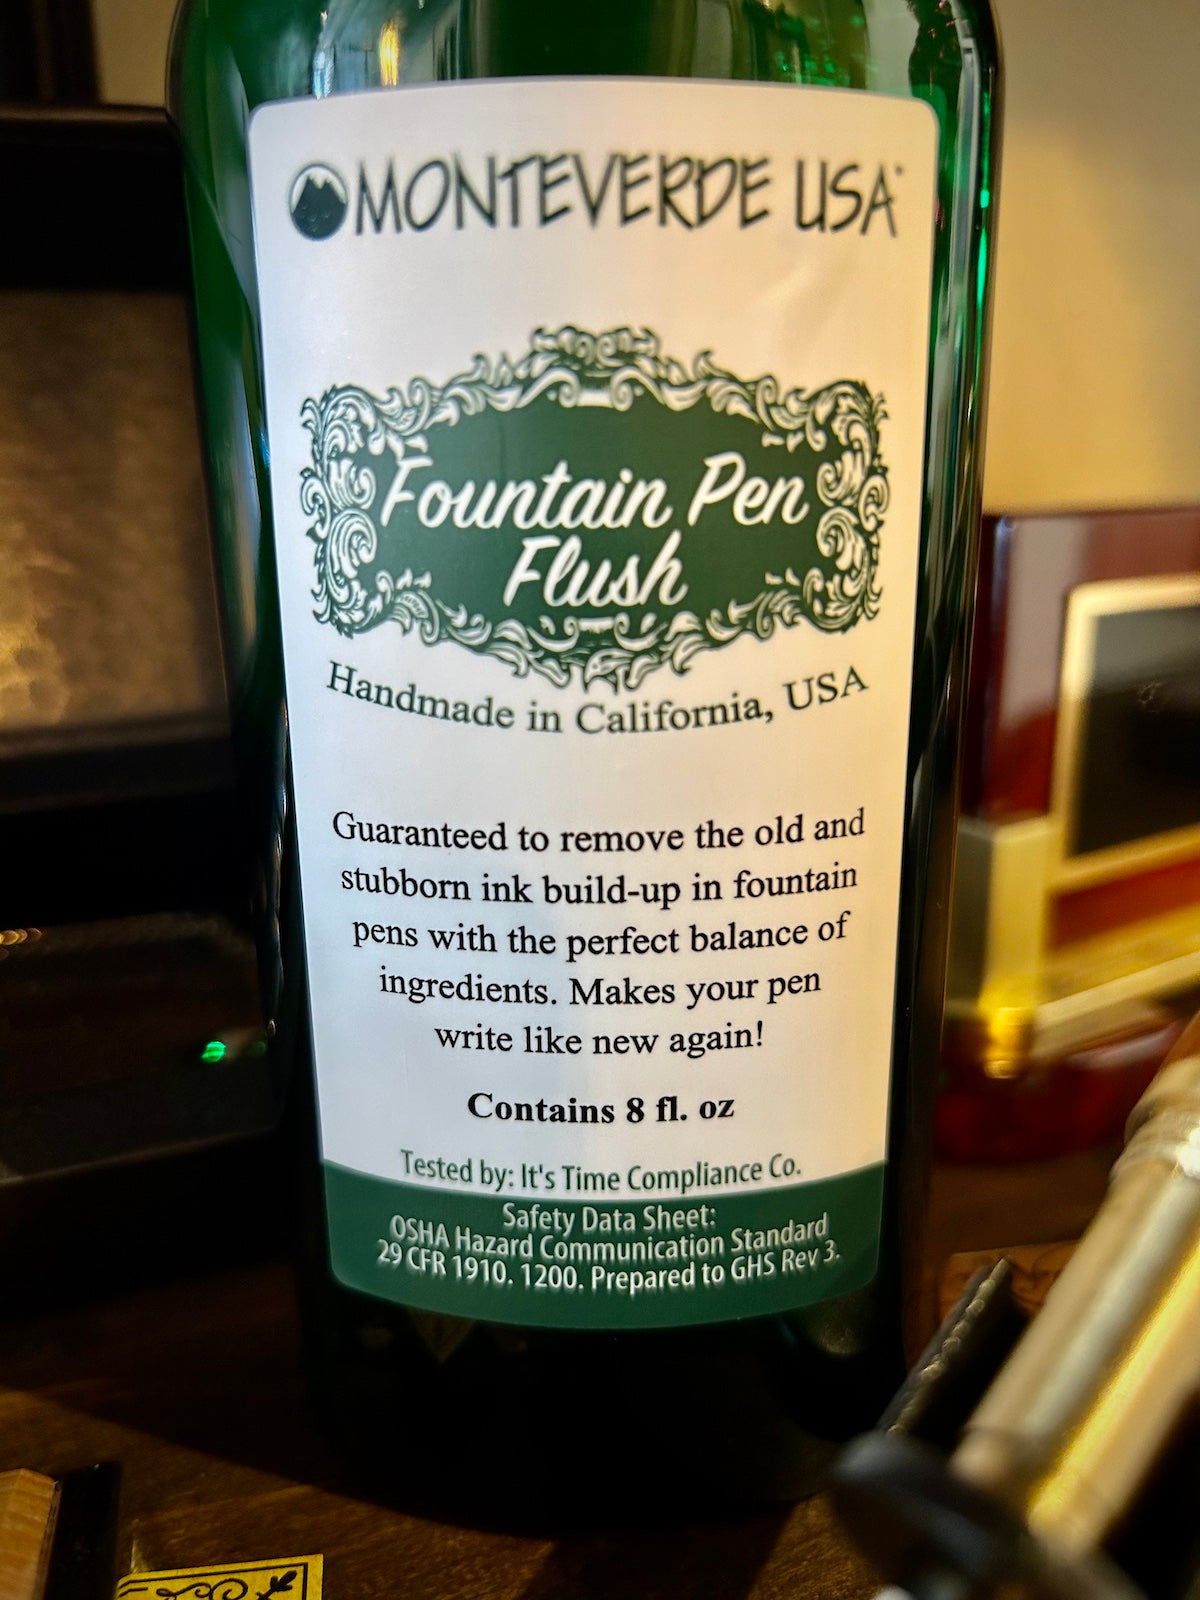 MONTEVERDE USA
Fountain Pen
Flush
Handmade in California, USA
Guaranteed to remove the old and
stubborn ink build-up in fountain
pens with the perfect balance of
ingredients. Makes your pen
write like new again!
Contains 8 fl. oz
Tested by: It's Time Compliance Co.
Safety Data Sheet:
OSHA Hazard Communication Standard
29 CFR 1910. 1200. Prepared to GHS Rev 3.